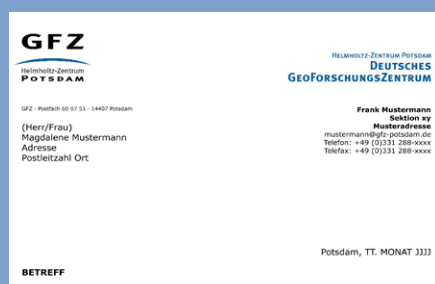 GFZ
Helmholtz-Zentrum
POTSDAM
HELMHOLTZ-ZENTRUM POTSDAM
DEUTSCHES
GEOFORSCHUNGSZENTRUM
GFZ - Postfach 60 07 51 - 14407 Potsdam
(Herr/Frau)
Magdalene Mustermann
Adresse
Postleitzahl Ort
Frank Mustermann
Sektion xy
Musteradresse
mustermann@gfz-potsdam.de
Telefon: +49 (0)331 288-xxxx
Telefax: +49 (0)331 288-xxxx
Potsdam, TT. MONAT JJJJ
BETREFF